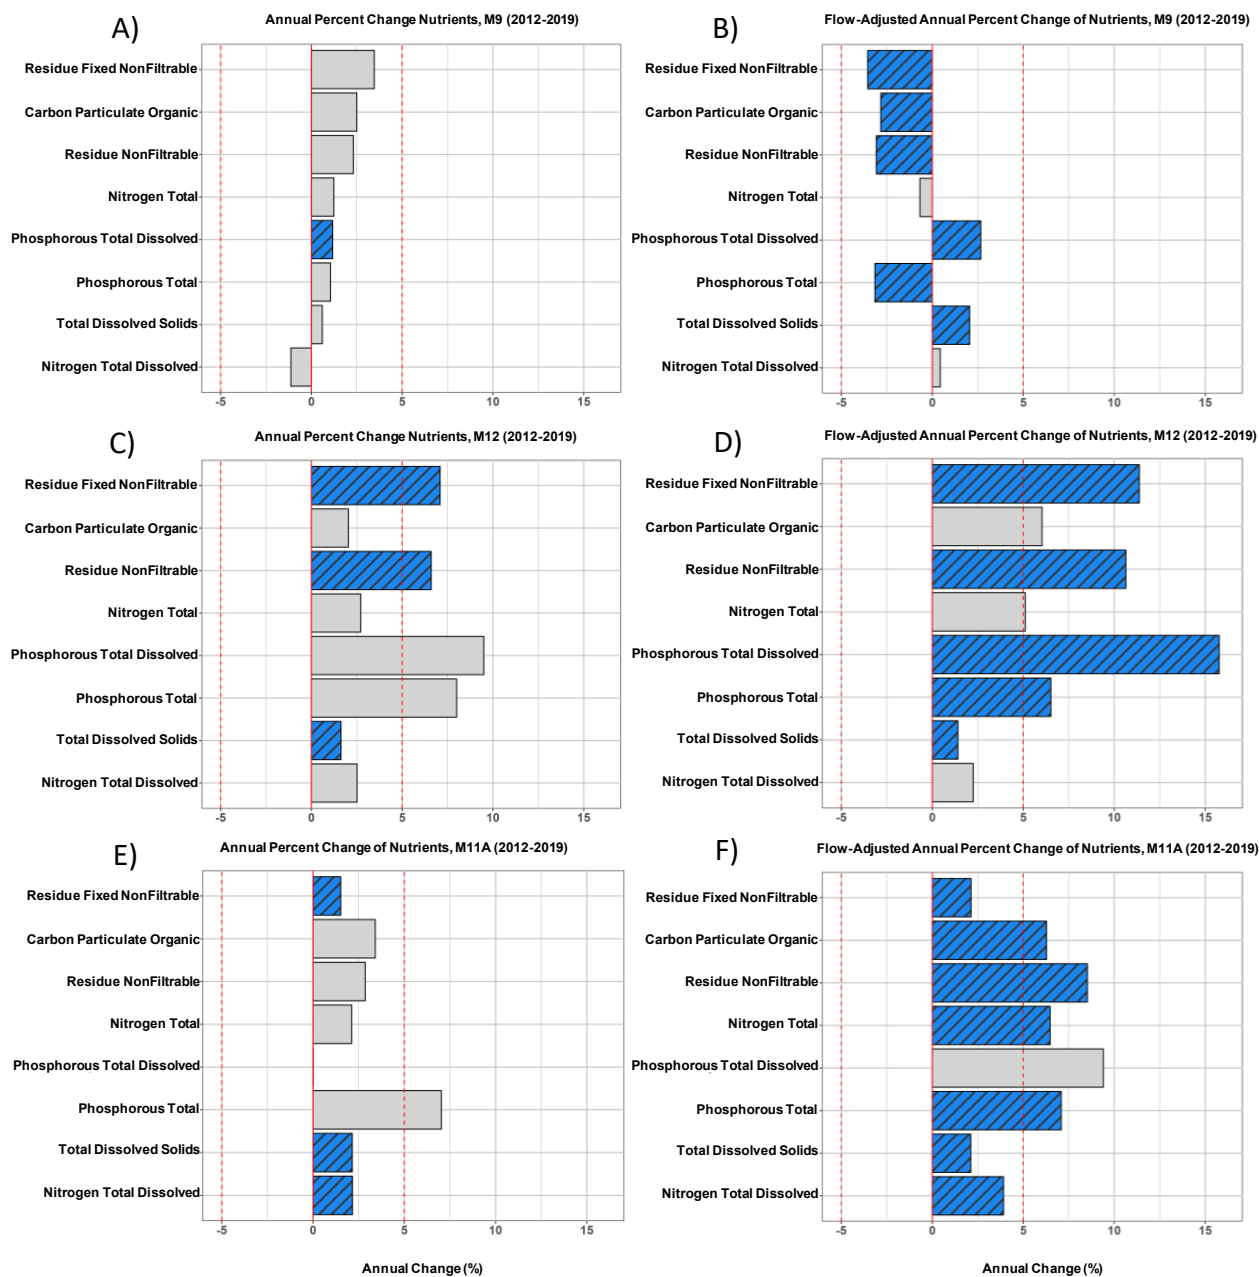 A)
Annual Percent Change Nutrients, M9 (2012-2019)
Residue Fixed NonFiltrable
Carbon Particulate Organic
Residue NonFiltrable
Nitrogen Total
Phosphorous Total Dissolved
Phosphorous Total
Total Dissolved Solids
Nitrogen Total Dissolved
-5 0 5 10 15
B)
Flow-Adjusted Annual Percent Change of Nutrients, M9 (2012-2019)
Residue Fixed NonFiltrable
Carbon Particulate Organic
Residue NonFiltrable
Nitrogen Total
Phosphorous Total Dissolved
Phosphorous Total
Total Dissolved Solids
Nitrogen Total Dissolved
-5 0 5 10 15
C)
Annual Percent Change Nutrients, M12 (2012-2019)
Residue Fixed NonFiltrable
Carbon Particulate Organic
Residue NonFiltrable
Nitrogen Total
Phosphorous Total Dissolved
Phosphorous Total
Total Dissolved Solids
Nitrogen Total Dissolved
-5 0 5 10 15
D)
Flow-Adjusted Annual Percent Change of Nutrients, M12 (2012-2019)
Residue Fixed NonFiltrable
Carbon Particulate Organic
Residue NonFiltrable
Nitrogen Total
Phosphorous Total Dissolved
Phosphorous Total
Total Dissolved Solids
Nitrogen Total Dissolved
-5 0 5 10 15
E)
Annual Percent Change of Nutrients, M11A (2012-2019)
Residue Fixed NonFiltrable
Carbon Particulate Organic
Residue NonFiltrable
Nitrogen Total
Phosphorous Total Dissolved
Phosphorous Total
Total Dissolved Solids
Nitrogen Total Dissolved
-5 0 5 10 15
Annual Change (%)
F)
Flow-Adjusted Annual Percent Change of Nutrients, M11A (2012-2019)
Residue Fixed NonFiltrable
Carbon Particulate Organic
Residue NonFiltrable
Nitrogen Total
Phosphorous Total Dissolved
Phosphorous Total
Total Dissolved Solids
Nitrogen Total Dissolved
-5 0 5 10 15
Annual Change (%)